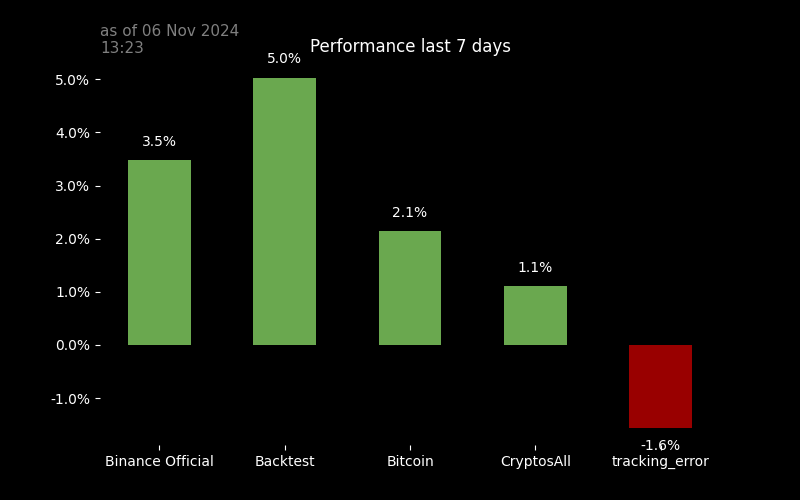 as of 06 Nov 2024
13:23
Performance last 7 days
5.0%
4.0%
3.0%
2.0%
1.0%
0.0%
-1.0%
3.5%
5.0%
2.1%
1.1%
-1.6%
Binance Official
Backtest
Bitcoin
CryptosAll
tracking_error